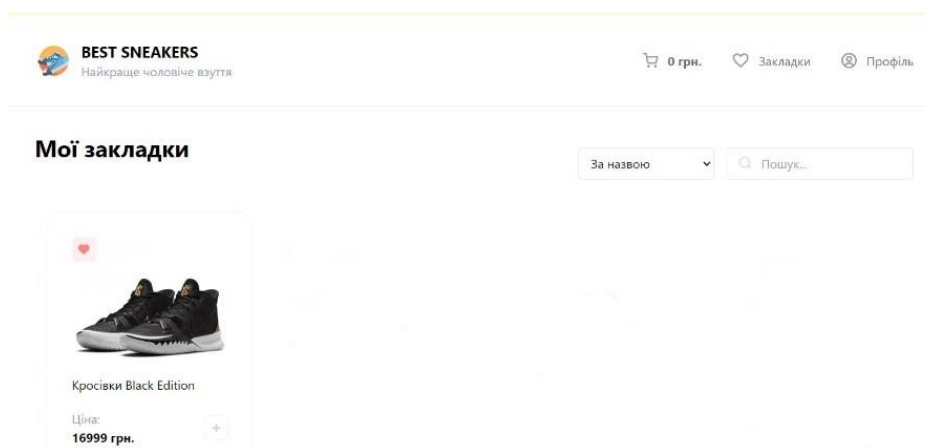 BEST SNEAKERS
Найкраще чоловіче взуття
0 грн.
Закладки
Профіль
Мої закладки
За назвою
Пошук...
Кросівки Black Edition
Ціна:
16999 грн.